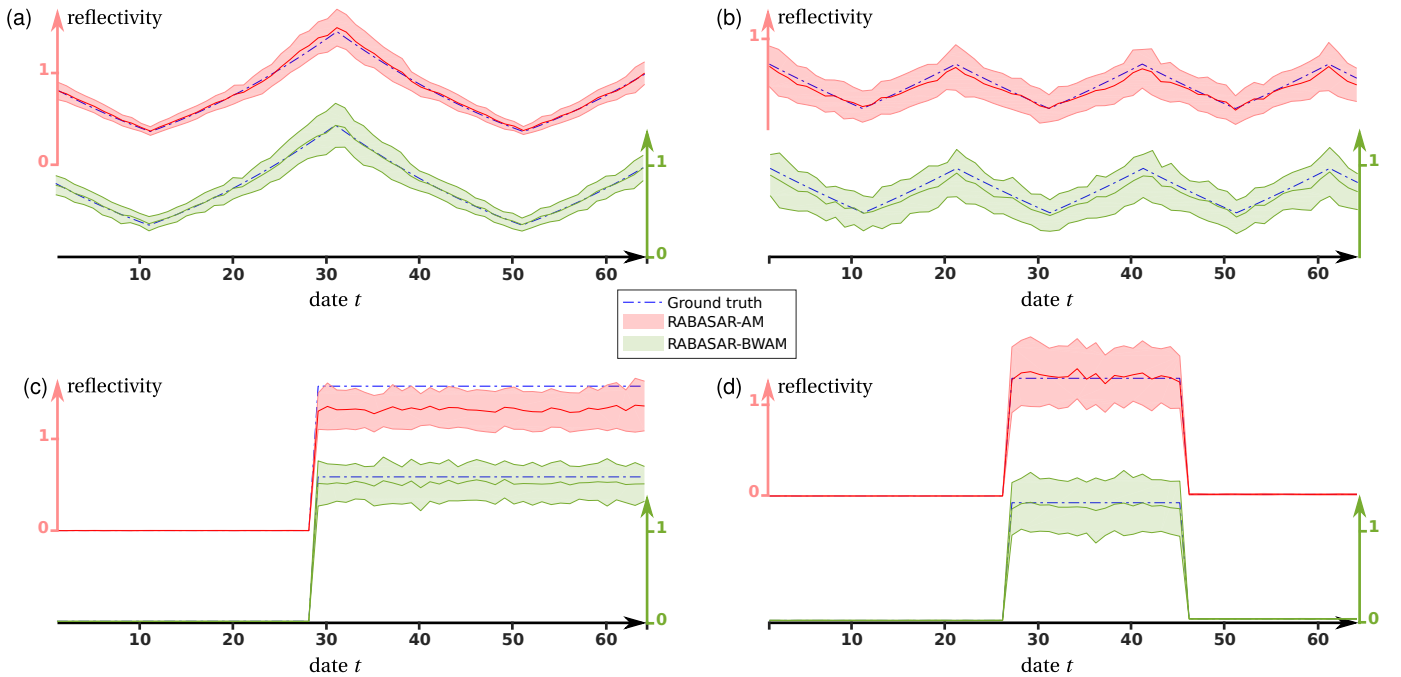 (a) reflectivity
1
0
1
0
10 20 30 40 50 60
date t
(b) reflectivity
1
1
0
10 20 30 40 50 60
date t
Ground truth
RABASAR-AM
RABASAR-BWAM
(c) reflectivity
1
0
1
0
10 20 30 40 50 60
date t
(d) reflectivity
1
0
1
0
10 20 30 40 50 60
date t